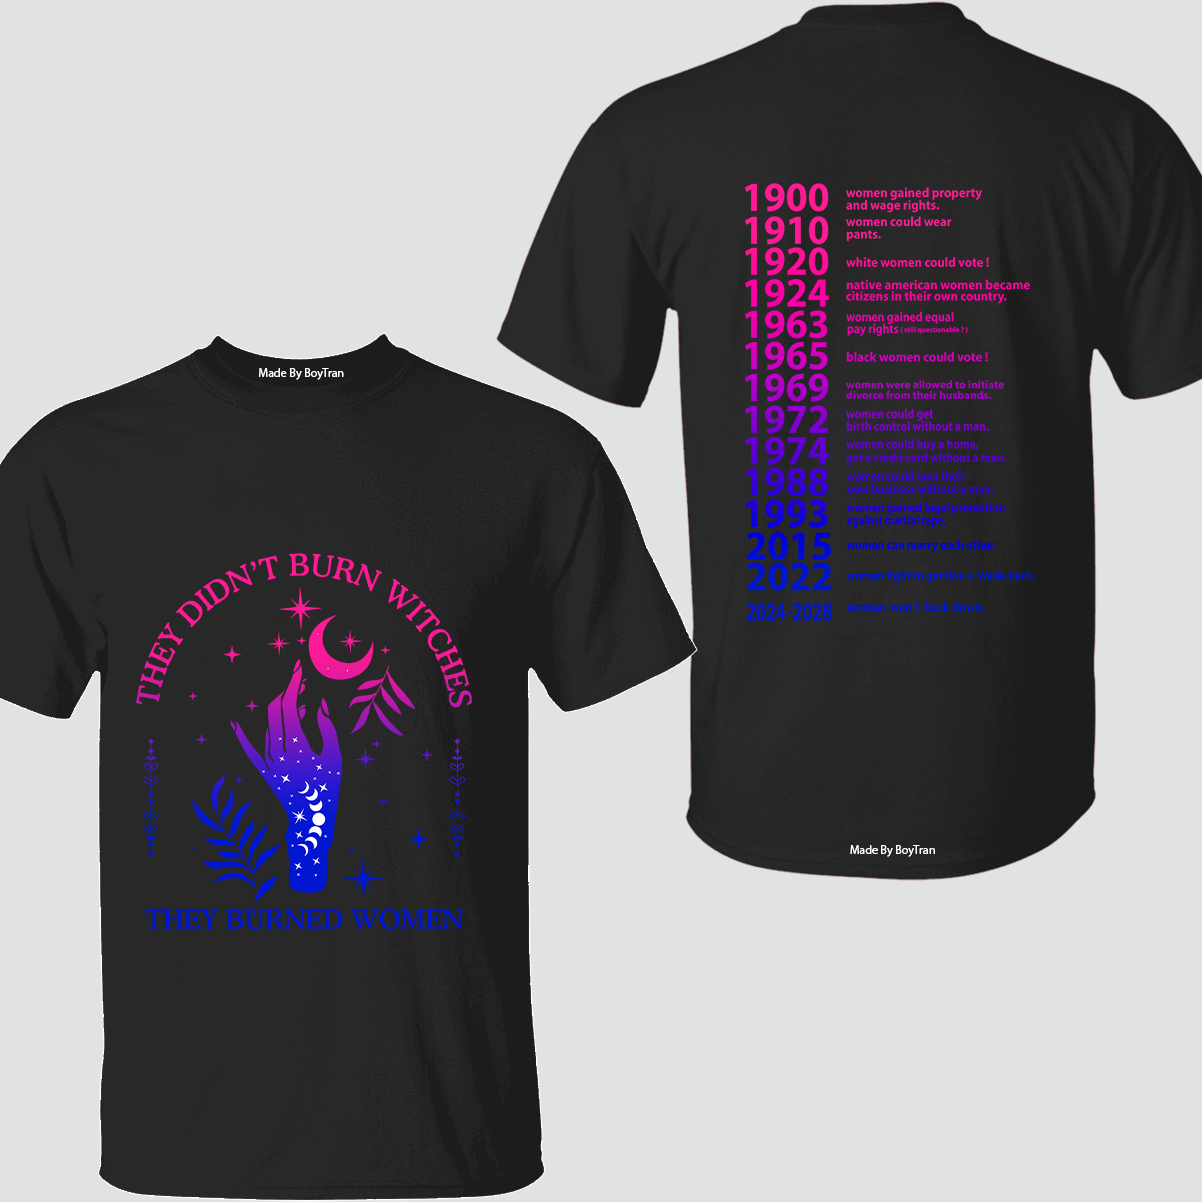 Made By BoyTran
THEY DIDN'T BURN WITCHES
THEY BURNED WOMEN
1900 women gained property
and wage rights.
1910 women could wear
pants.
1920 white women could vote !
1924 native american women became
citizens in their own country.
1963 women gained equal
pay rights ( still questionable ? )
1965 black women could vote !
1969 women were allowed to initiate
divorce from their husbands.
1972 women could get
birth control without a man.
1974 women could buy a home,
get a credit card without a man.
1988 women could own their
own business without a man.
1993 women gained legal protection
against marital rape.
2015 women can marry each other.
2022 women fight to get Roe v. Wade back.
2024-2028 women won't back down.
Made By BoyTran